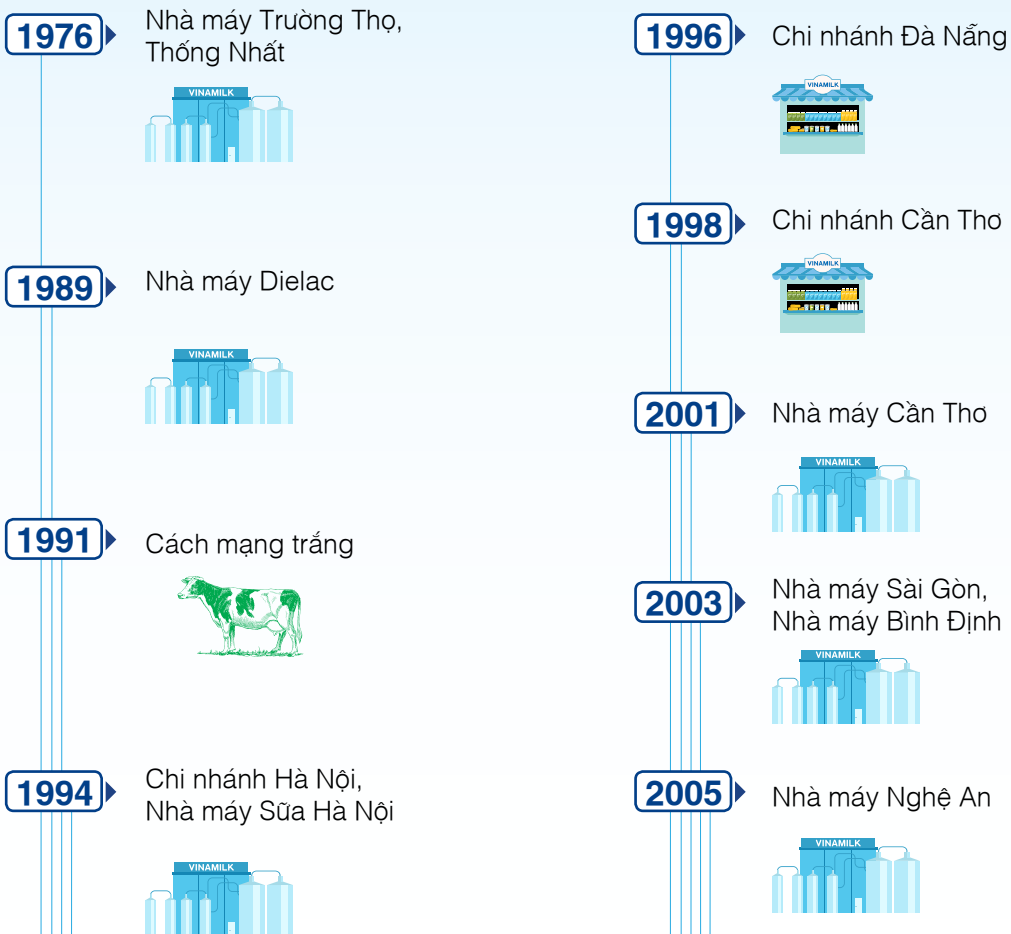 1976
Nhà máy Trường Thọ,
Thống Nhất
VINAMILK
1989
Nhà máy Dielac
VINAMILK
1991
Cách mạng trắng
1994
Chi nhánh Hà Nội,
Nhà máy Sữa Hà Nội
VINAMILK
1996
Chi nhánh Đà Nẵng
VINAMILK
1998
Chi nhánh Cần Thơ
VINAMILK
2001
Nhà máy Cần Thơ
VINAMILK
2003
Nhà máy Sài Gòn,
Nhà máy Bình Định
VINAMILK
2005
Nhà máy Nghệ An
VINAMILK